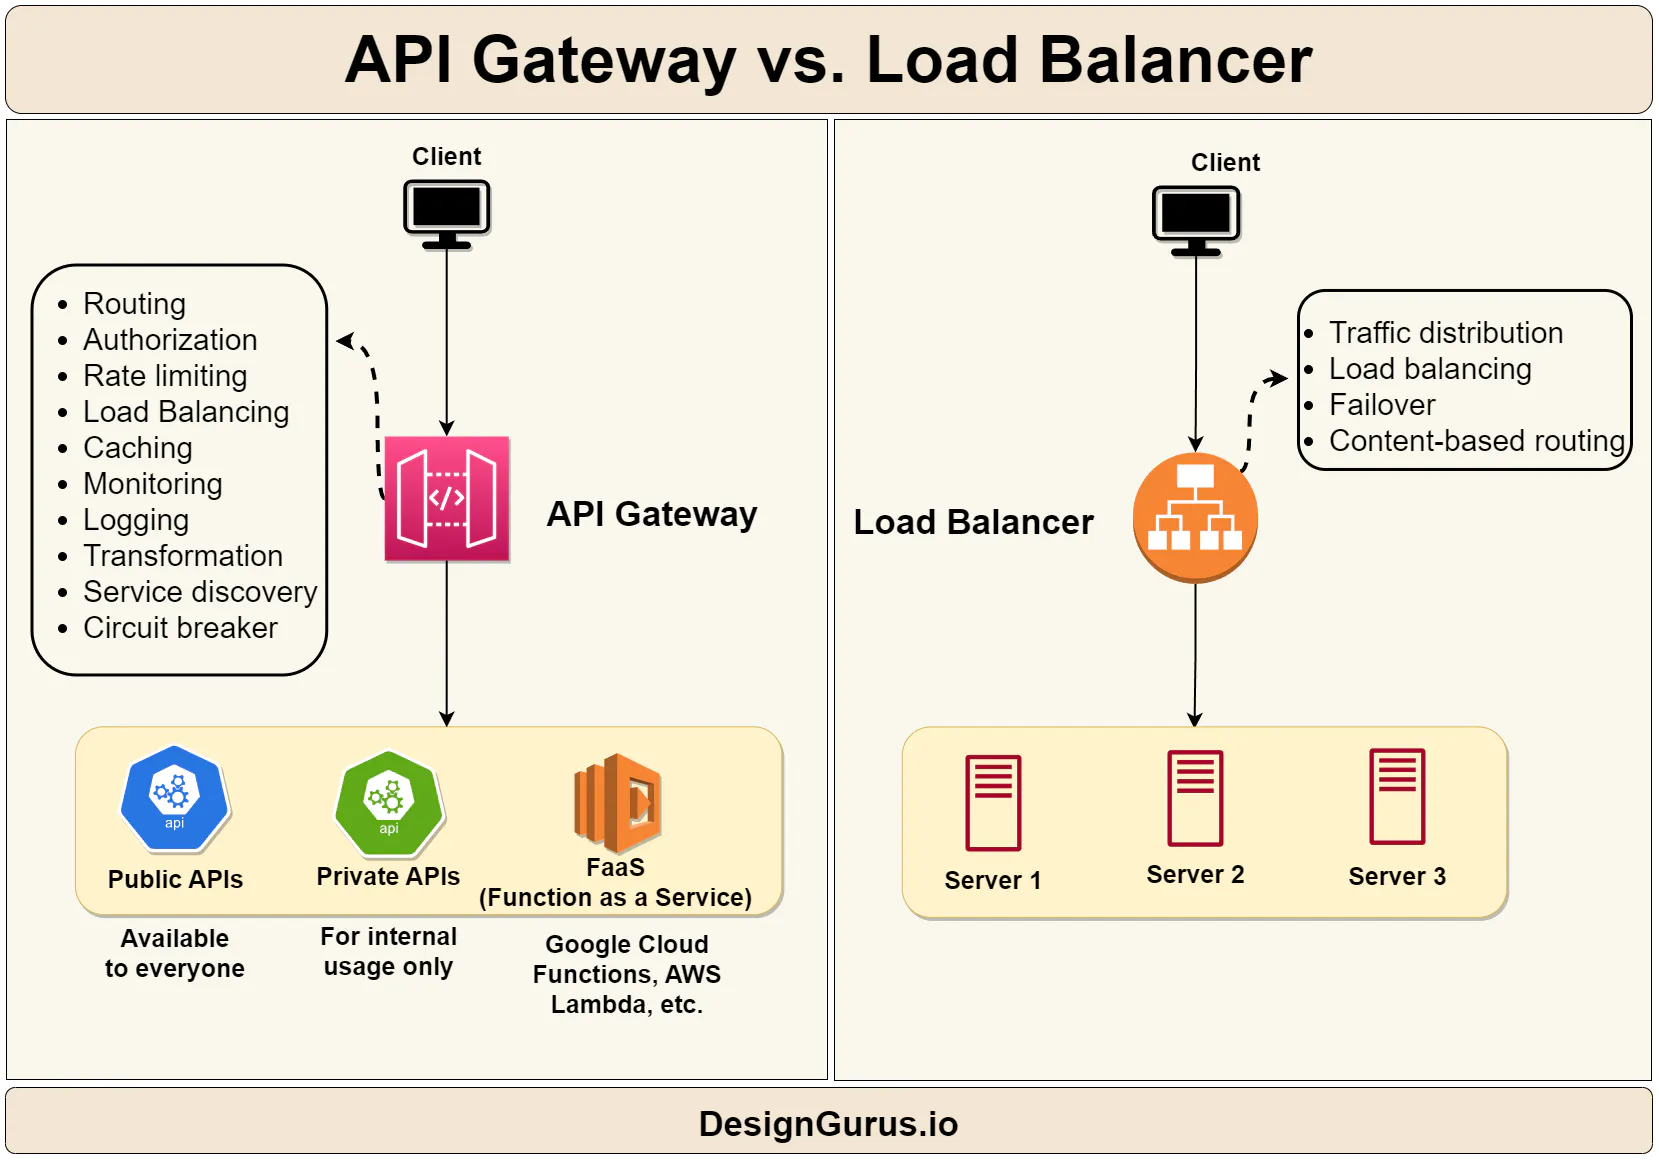 API Gateway vs. Load Balancer
Client
Routing
Authorization
Rate limiting
Load Balancing
Caching
Monitoring
Logging
Transformation
Service discovery
Circuit breaker
</>
API Gateway
api
Public APIs
api
Private APIs
FaaS
(Function as a Service)
Available
to everyone
For internal
usage only
Google Cloud
Functions, AWS
Lambda, etc.
Client
Traffic distribution
Load balancing
Failover
Content-based routing
Load Balancer
Server 1
Server 2
Server 3
DesignGurus.io